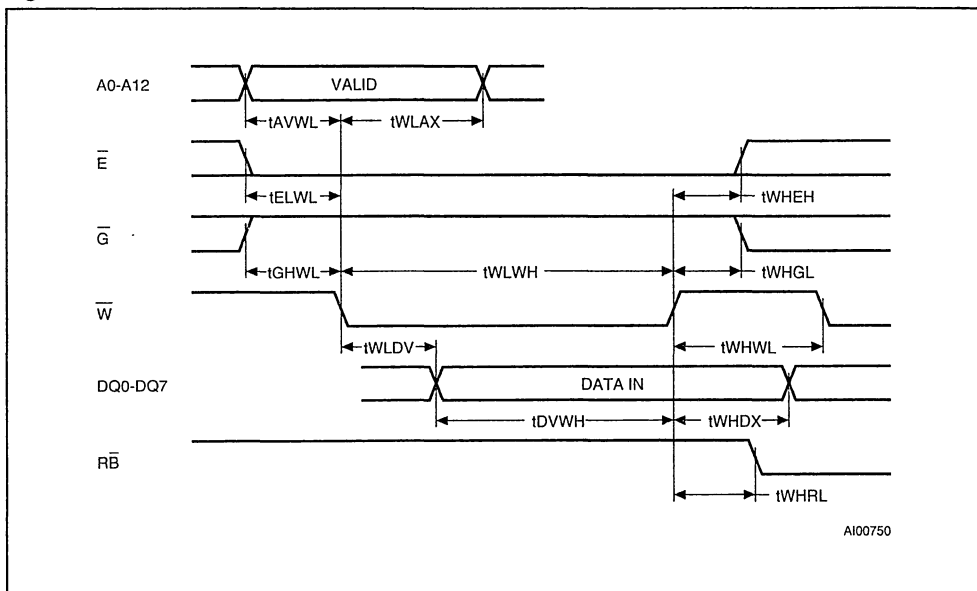 A0-A12
VALID
tAVWL
tWLAX
E̅
tELWL
tWHEH
G̅
tGHWL
tWLWH
tWHGL
W̅
tWLDV
tWHWL
DQ0-DQ7
DATA IN
tDVWH
tWHDX
RB̅
tWHRL
AI00750